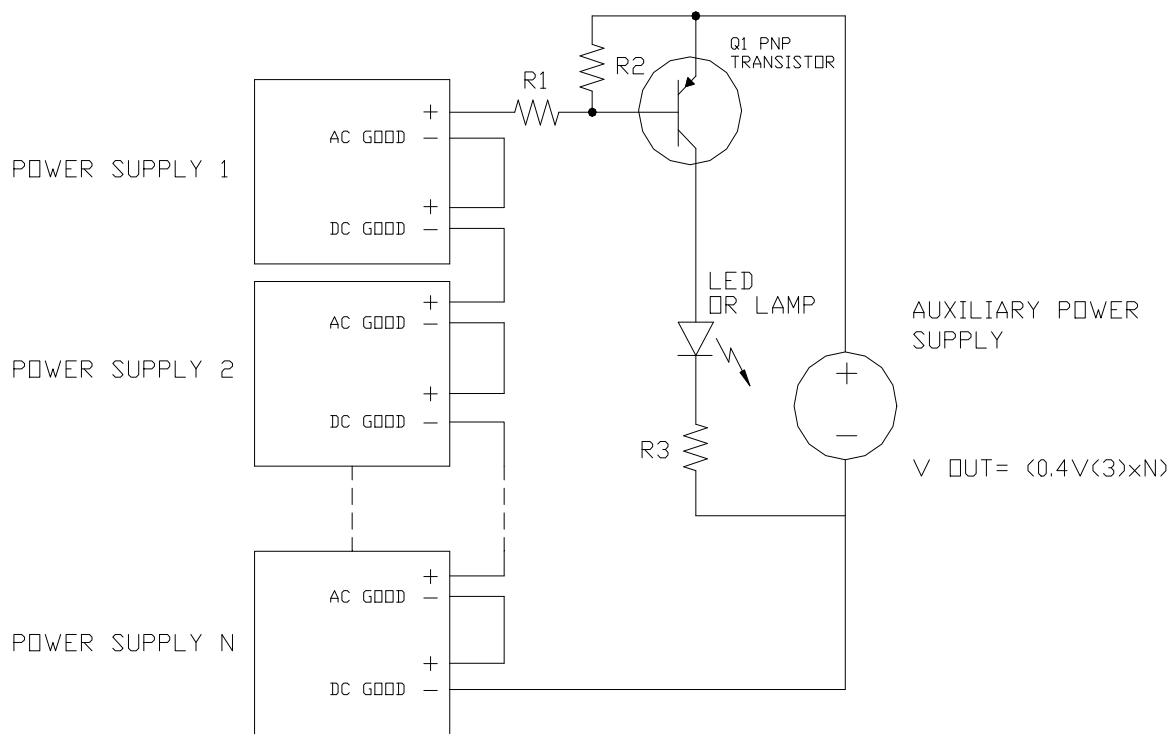 Q1 PNP
TRANSISTOR
R2
R1
+
AC GOOD −
POWER SUPPLY 1
+
DC GOOD −
LED
OR LAMP
+
AC GOOD −
AUXILIARY POWER
SUPPLY
POWER SUPPLY 2
+
+
DC GOOD −
−
R3
V OUT= (0.4V(3)xN)
+
AC GOOD −
POWER SUPPLY N
+
DC GOOD −